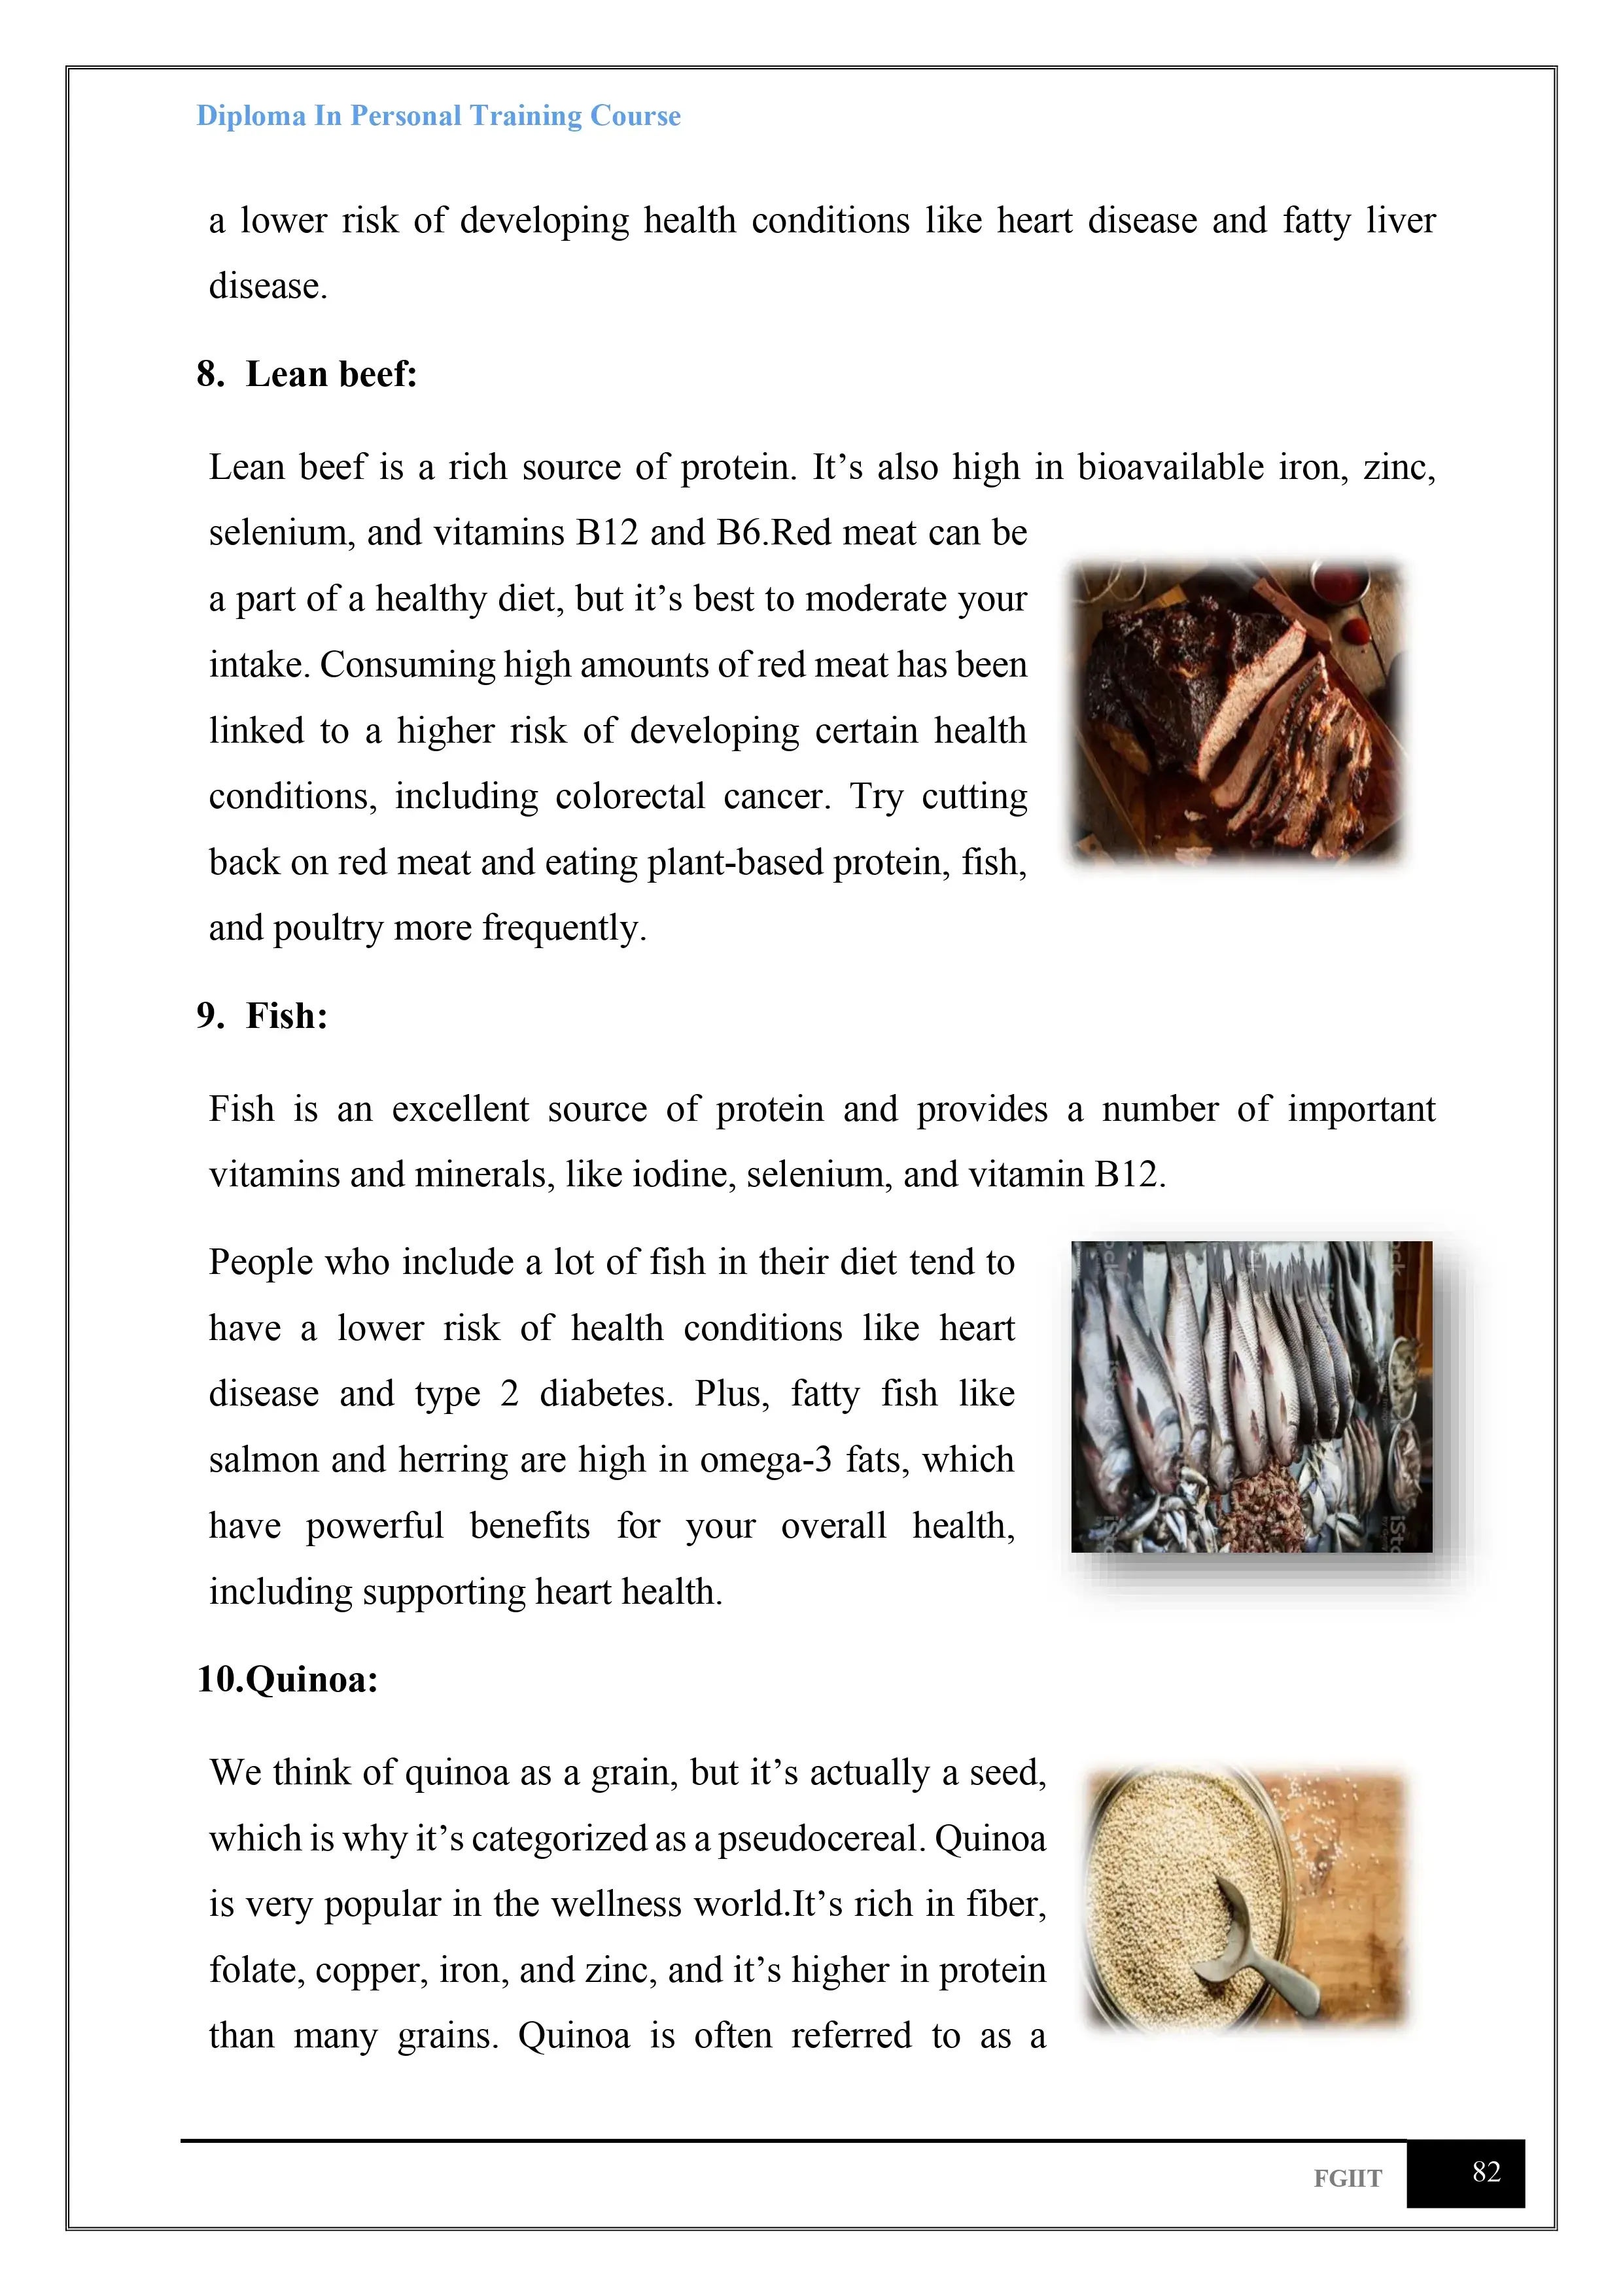 Diploma In Personal Training Course
a lower risk of developing health conditions like heart disease and fatty liver
disease.
8. Lean beef:
Lean beef is a rich source of protein. It’s also high in bioavailable iron, zinc,
selenium, and vitamins B12 and B6.Red meat can be
a part of a healthy diet, but it’s best to moderate your
intake. Consuming high amounts of red meat has been
linked to a higher risk of developing certain health
conditions, including colorectal cancer. Try cutting
back on red meat and eating plant-based protein, fish,
and poultry more frequently.
9. Fish:
Fish is an excellent source of protein and provides a number of important
vitamins and minerals, like iodine, selenium, and vitamin B12.
People who include a lot of fish in their diet tend to
have a lower risk of health conditions like heart
disease and type 2 diabetes. Plus, fatty fish like
salmon and herring are high in omega-3 fats, which
have powerful benefits for your overall health,
including supporting heart health.
10.Quinoa:
We think of quinoa as a grain, but it’s actually a seed,
which is why it’s categorized as a pseudocereal. Quinoa
is very popular in the wellness world.It’s rich in fiber,
folate, copper, iron, and zinc, and it’s higher in protein
than many grains. Quinoa is often referred to as a
FGIIT
82